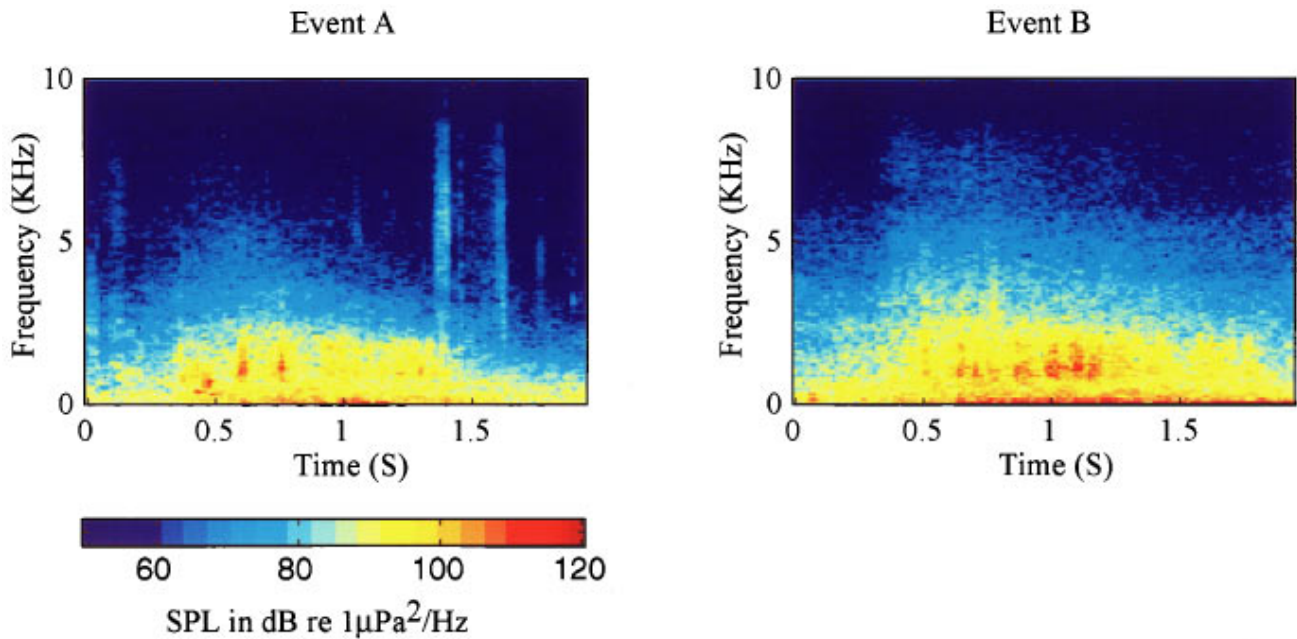 Event A
Event B
10
5
0
Frequency (KHz)
0
0.5
1
1.5
Time (S)
10
5
0
Frequency (KHz)
0
0.5
1
1.5
Time (S)
60
80
100
120
SPL in dB re 1μPa²/Hz